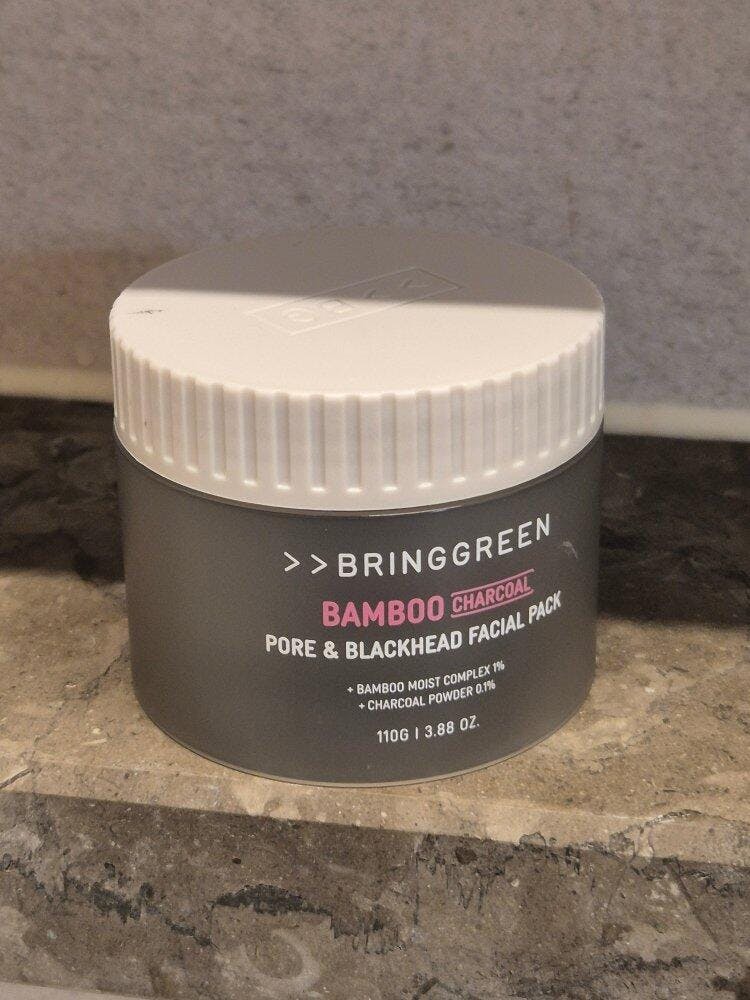 >>BRINGGREEN
BAMBOO CHARCOAL
PORE & BLACKHEAD FACIAL PACK
+ BAMBOO MOIST COMPLEX 1%
+ CHARCOAL POWDER 0.1%
110G | 3.88 OZ.